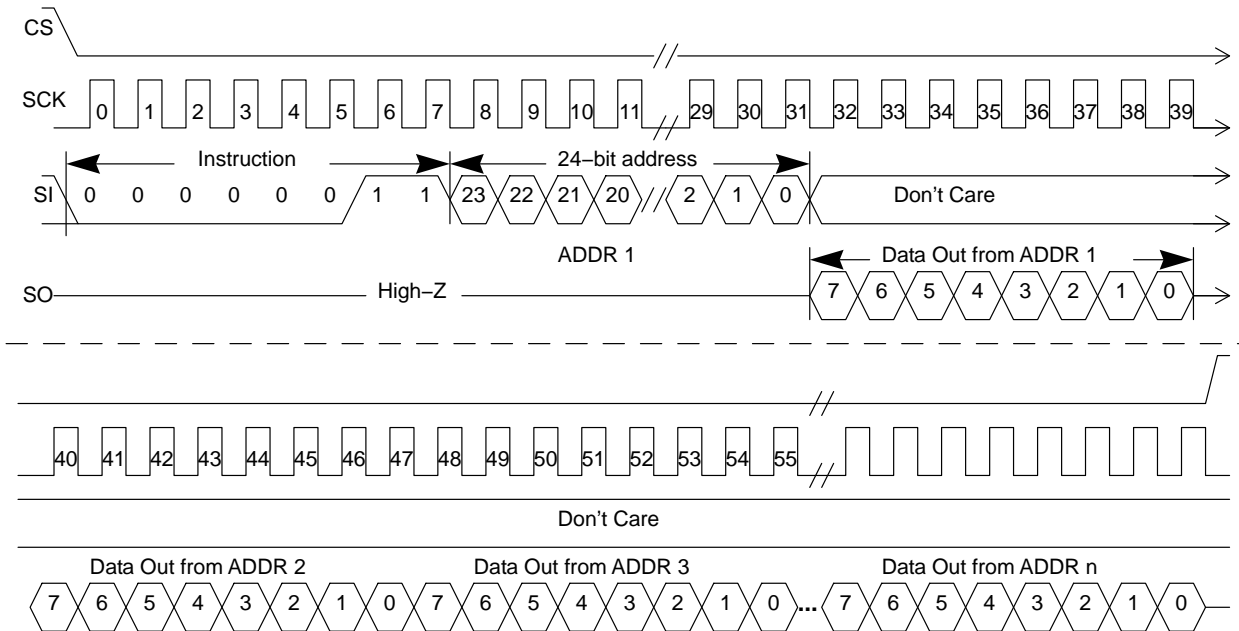 CS
SCK 0 1 2 3 4 5 6 7 8 9 10 11 29 30 31 32 33 34 35 36 37 38 39
Instruction 24–bit address
SI 0 0 0 0 0 0 1 1 23 22 21 20 2 1 0 Don't Care
ADDR 1 Data Out from ADDR 1
SO High–Z 7 6 5 4 3 2 1 0
40 41 42 43 44 45 46 47 48 49 50 51 52 53 54 55
Don't Care
Data Out from ADDR 2 Data Out from ADDR 3 Data Out from ADDR n
7 6 5 4 3 2 1 0 7 6 5 4 3 2 1 0 ... 7 6 5 4 3 2 1 0